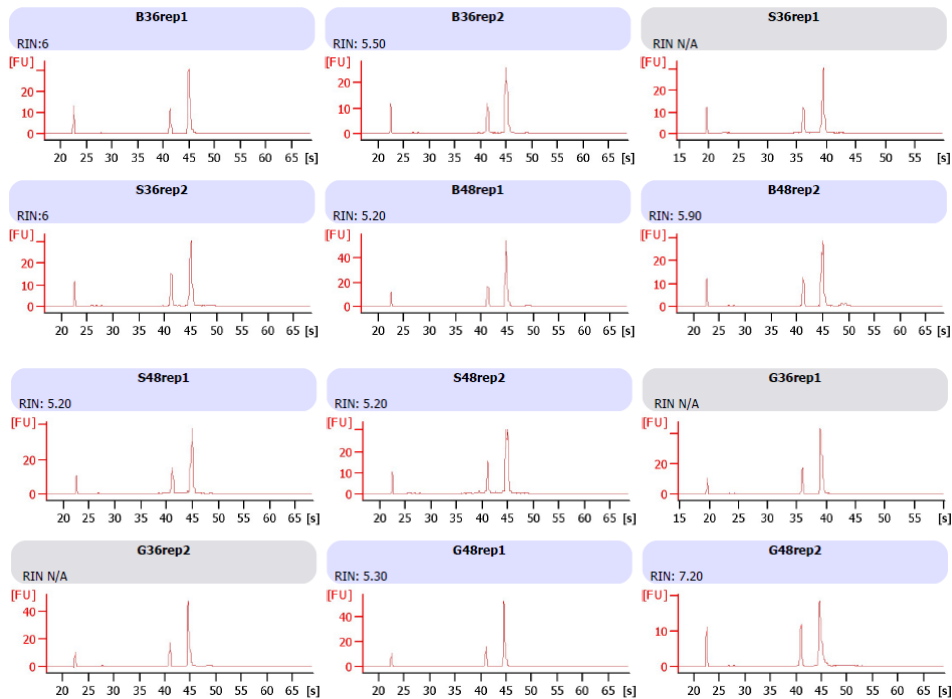 B36rep1
RIN:6
[FU]
20
10
0
20 25 30 35 40 45 50 55 60 65 [s]
B36rep2
RIN: 5.50
[FU]
20
10
0
20 25 30 35 40 45 50 55 60 65 [s]
S36rep1
RIN N/A
[FU]
20
10
0
15 20 25 30 35 40 45 50 55 [s]
S36rep2
RIN:6
[FU]
20
10
0
20 25 30 35 40 45 50 55 60 65 [s]
B48rep1
RIN: 5.20
[FU]
40
20
0
20 25 30 35 40 45 50 55 60 65 [s]
B48rep2
RIN: 5.90
[FU]
20
10
0
20 25 30 35 40 45 50 55 60 65 [s]
S48rep1
RIN: 5.20
[FU]
20
0
20 25 30 35 40 45 50 55 60 65 [s]
S48rep2
RIN: 5.20
[FU]
20
10
0
20 25 30 35 40 45 50 55 60 65 [s]
G36rep1
RIN N/A
[FU]
20
0
15 20 25 30 35 40 45 50 55 [s]
G36rep2
RIN N/A
[FU]
40
20
0
20 25 30 35 40 45 50 55 60 65 [s]
G48rep1
RIN: 5.30
[FU]
40
20
0
20 25 30 35 40 45 50 55 60 65 [s]
G48rep2
RIN: 7.20
[FU]
10
0
20 25 30 35 40 45 50 55 60 65 [s]